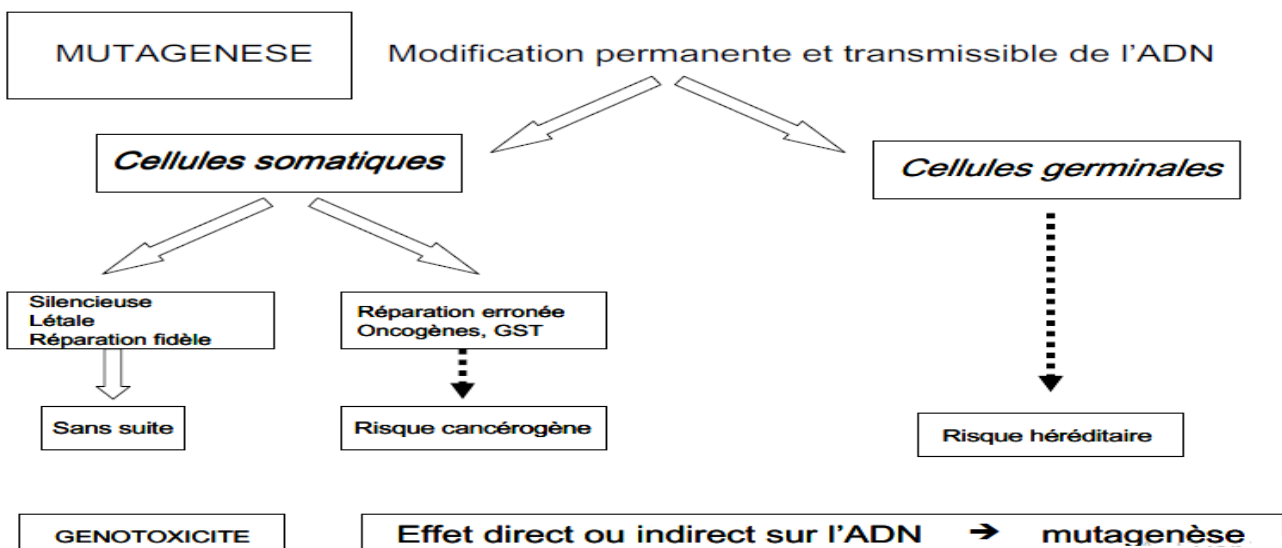 MUTAGENESE
Modification permanente et transmissible de l'ADN
Cellules somatiques
Cellules germinales
Silencieuse
Létale
Réparation fidèle
Réparation erronée
Oncogènes, GST
Sans suite
Risque cancérogène
Risque héréditaire
GENOTOXICITE
Effet direct ou indirect sur l'ADN ➔ mutagenèse